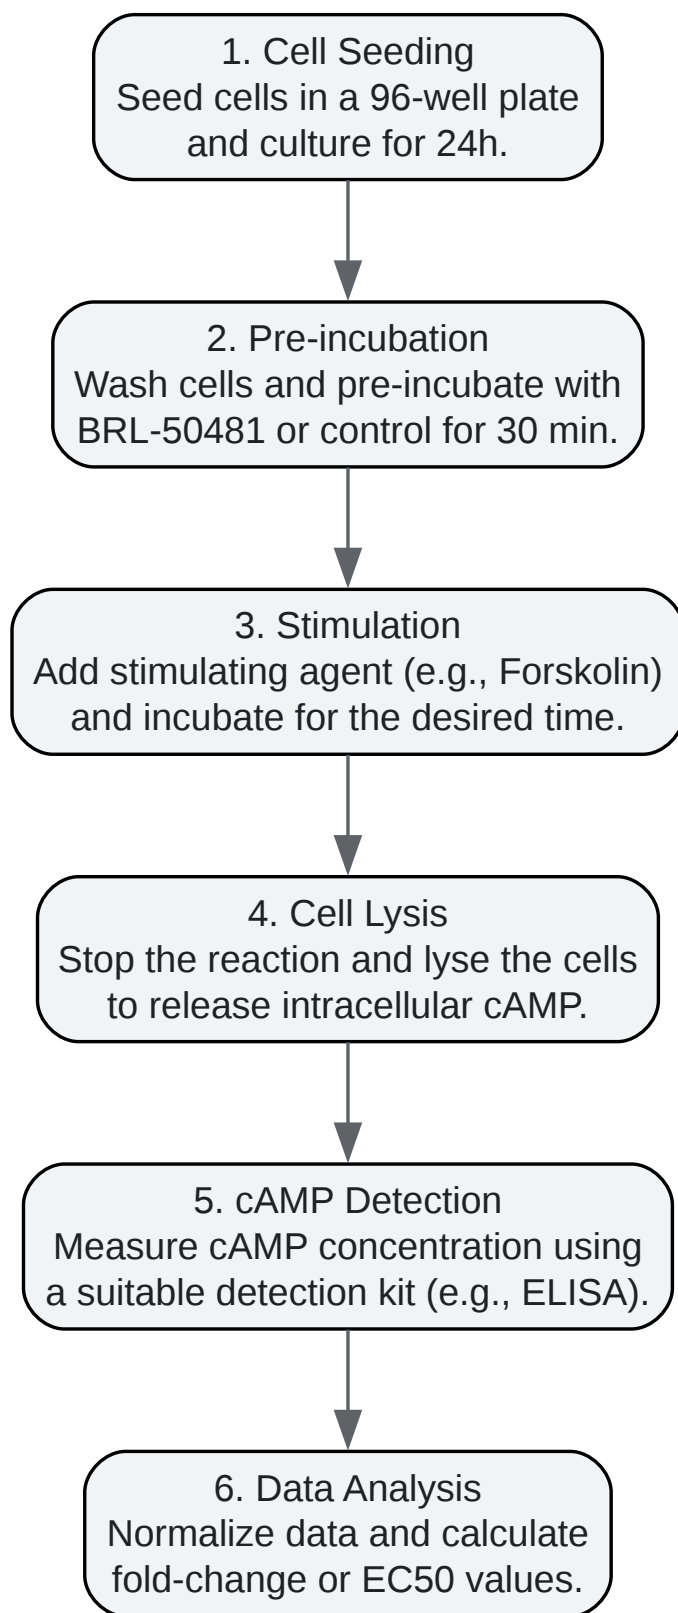 1. Cell Seeding
Seed cells in a 96-well plate
and culture for 24h.
2. Pre-incubation
Wash cells and pre-incubate with
BRL-50481 or control for 30 min.
3. Stimulation
Add stimulating agent (e.g., Forskolin)
and incubate for the desired time.
4. Cell Lysis
Stop the reaction and lyse the cells
to release intracellular cAMP.
5. cAMP Detection
Measure cAMP concentration using
a suitable detection kit (e.g., ELISA).
6. Data Analysis
Normalize data and calculate
fold-change or EC50 values.